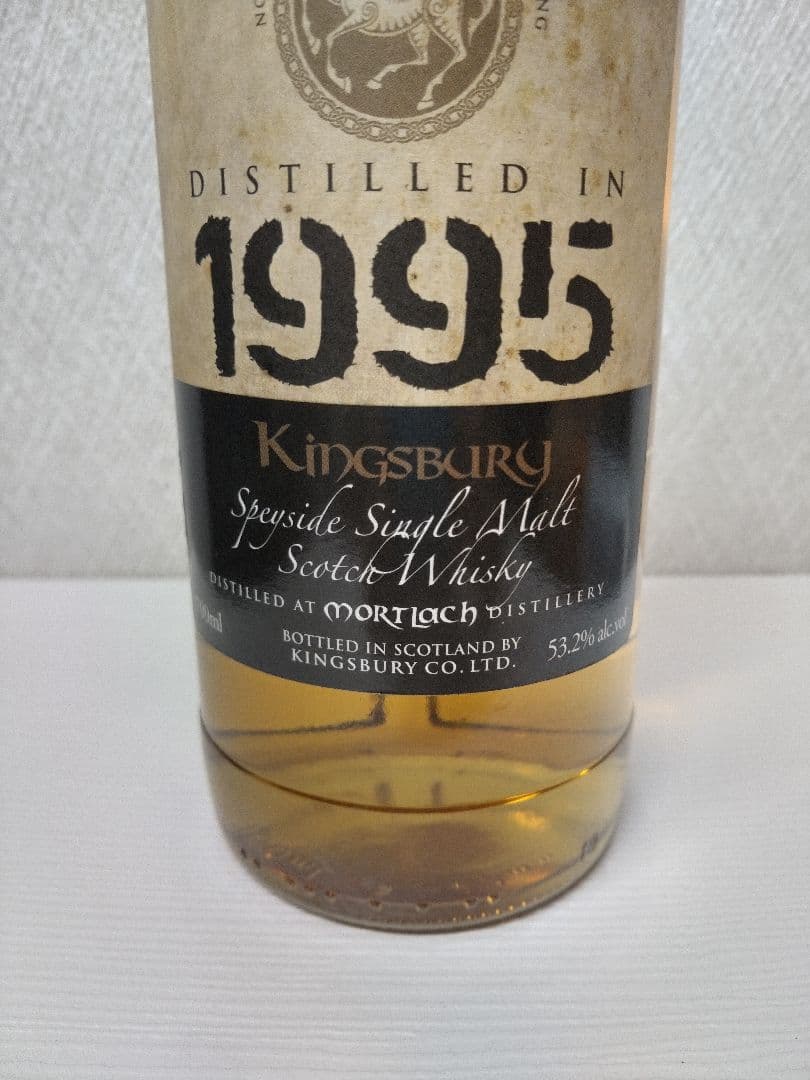 DISTILLED IN
1995
Kingsbury
Speyside Single Malt
Scotch Whisky
DISTILLED AT MORTLACH DISTILLERY
BOTTLED IN SCOTLAND BY
KINGSBURY CO. LTD.
53.2% alc.vol